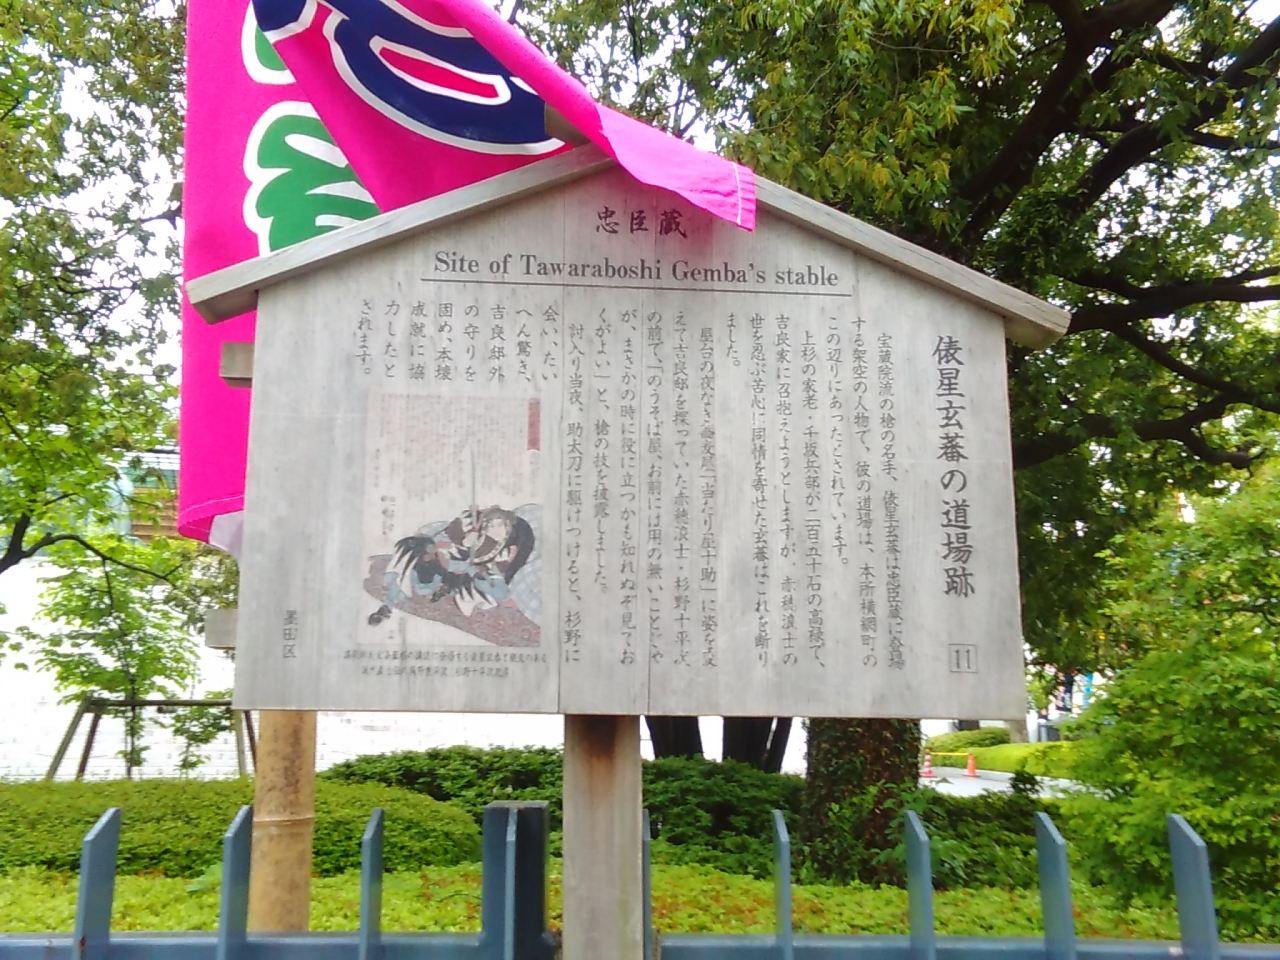 忠臣蔵
Site of Tawaraboshi Gemba's stable
俵星玄蕃の道場跡
11
宝蔵院流の槍の名手、俵星玄蕃は忠臣蔵に登場
する架空の人物で、彼の道場は、本所横網町の
この辺りにあったとされています。
上杉の家老・千坂兵部が二百五十石の高禄で、
吉良家に召抱えようとしますが、赤穂浪士の
世を忍ぶ苦心に同情を寄せた玄蕃はこれを断り
ました。
屋台の夜なき蕎麦屋「当たり屋十助」に姿を変
えて吉良邸を探っていた赤穂浪士・杉野十平次
の前で、「のうそば屋、お前には用の無いことじゃ
が、まさかの時に役に立つかも知れぬぞ見てお
くがよい」と、槍の技を披露しました。
討入り当夜、助太刀に駆けつけると、杉野に
会い、たい
へん驚き、
吉良邸外
の守りを
固め、本壊
成就に協
力したと
されます。
墨田区